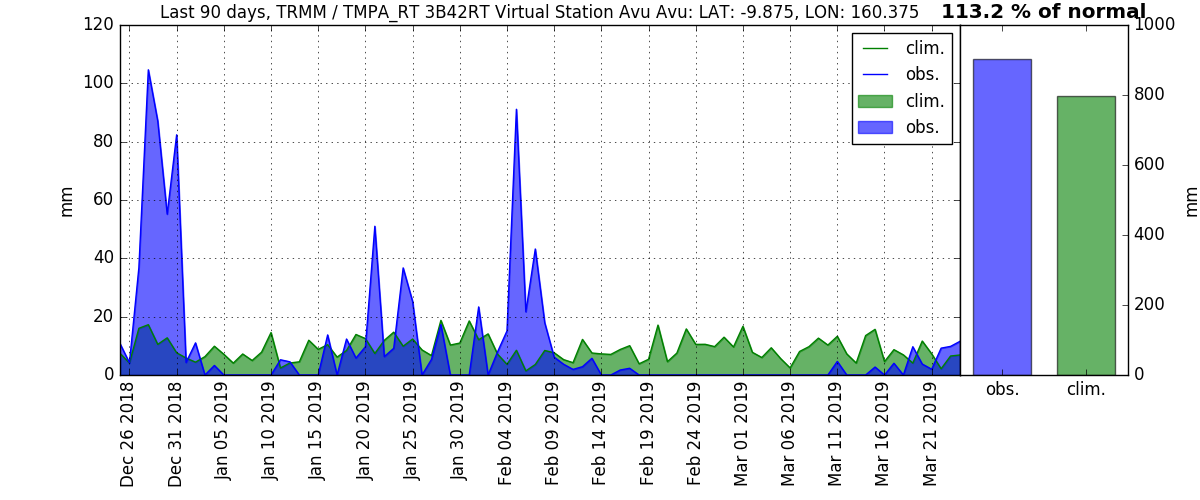 Last 90 days, TRMM / TMPA_RT 3B42RT Virtual Station Avu Avu: LAT: -9.875, LON: 160.375
113.2 % of normal
120
100
80
60
40
20
0
mm
clim.
obs.
clim.
obs.
1000
800
600
400
200
0
mm
obs.
clim.
Dec 26 2018
Dec 31 2018
Jan 05 2019
Jan 10 2019
Jan 15 2019
Jan 20 2019
Jan 25 2019
Jan 30 2019
Feb 04 2019
Feb 09 2019
Feb 14 2019
Feb 19 2019
Feb 24 2019
Mar 01 2019
Mar 06 2019
Mar 11 2019
Mar 16 2019
Mar 21 2019